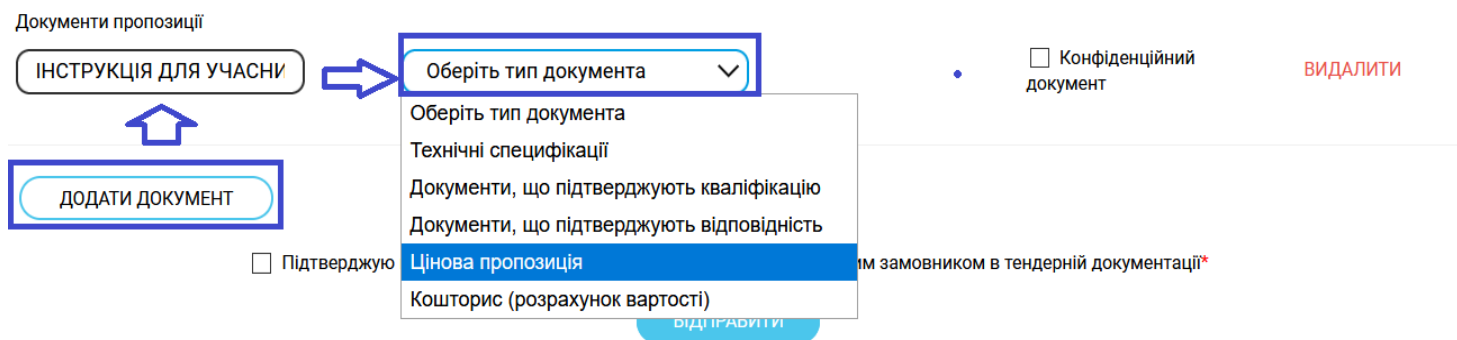 Документи пропозиції
ІНСТРУКЦІЯ ДЛЯ УЧАСНИ
Оберіть тип документа
Конфіденційний
документ
ВИДАЛИТИ
Оберіть тип документа
Технічні специфікації
Документи, що підтверджують кваліфікацію
Документи, що підтверджують відповідність
Цінова пропозиція
Кошторис (розрахунок вартості)
ДОДАТИ ДОКУМЕНТ
Підтверджую им замовником в тендерній документації*
ВІДПРАВИТИ